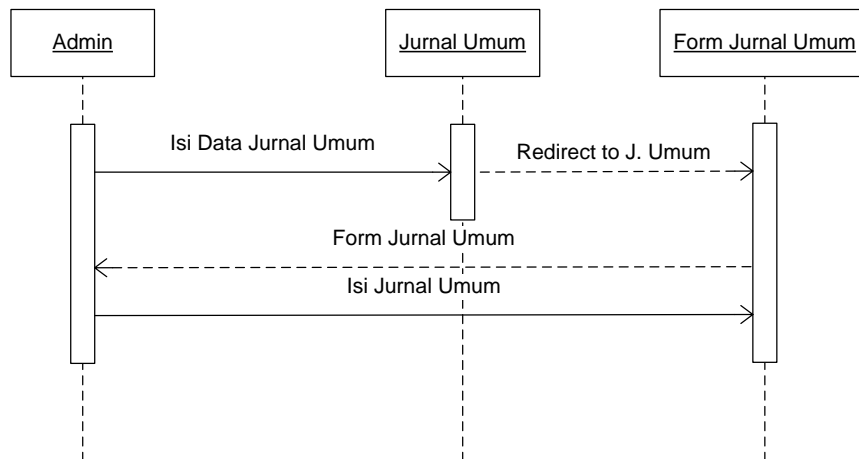 Admin
Jurnal Umum
Form Jurnal Umum
Isi Data Jurnal Umum
Redirect to J. Umum
Form Jurnal Umum
Isi Jurnal Umum